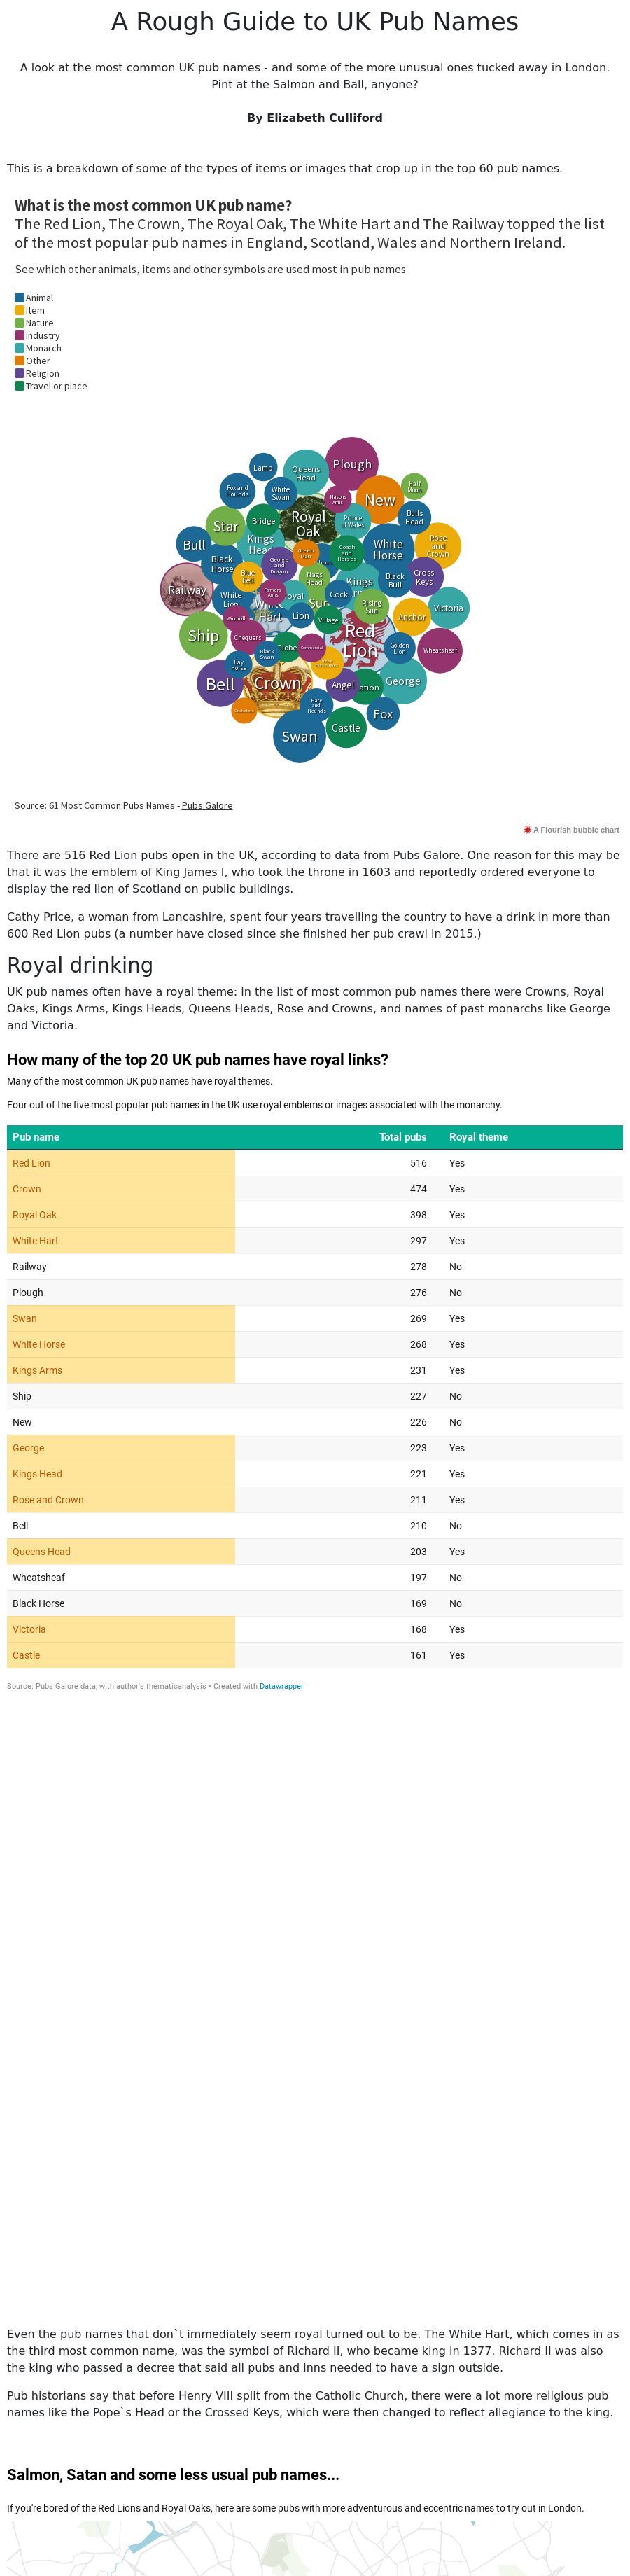 A Rough Guide to UK Pub Names
A look at the most common UK pub names - and some of the more unusual ones tucked away in London.
Pint at the Salmon and Ball, anyone?
By Elizabeth Culliford
This is a breakdown of some of the types of items or images that crop up in the top 60 pub names.
What is the most common UK pub name?
The Red Lion, The Crown, The Royal Oak, The White Hart and The Railway topped the list
of the most popular pub names in England, Scotland, Wales and Northern Ireland.
See which other animals, items and other symbols are used most in pub names
Animal
Item
Nature
Industry
Monarch
Other
Religion
Travel or place
Plough
Lamb
Queens
Head
Fox and
Hounds
White
Swan
Mason
Arms
New
Half
Moon
Royal
Oak
Prince
of Wales
Bulls
Head
Star
Bridge
Kings
Head
Green
Man
Coach
and
Horses
White
Horse
Rose
and
Crown
Bull
Black
Horse
George
and
Dragon
Blue
Bell
Nags
Head
Kings
Black
Bull
Cross
Keys
Railway
White
Lion
Farmers
Arms
Cock
Rising
Sun
Anchor
Victoria
Windmill
Hart
Lion
Village
Ship
Chequers
Globe
Commercial
Red
Lion
Golden
Lion
Wheatsheaf
Black
Swan
Bay
Horse
Bell
Crown
Angel
George
Hare
and
Hounds
Fox
Swan
Castle
Source: 61 Most Common Pubs Names - Pubs Galore
A Flourish bubble chart
There are 516 Red Lion pubs open in the UK, according to data from Pubs Galore. One reason for this may be
that it was the emblem of King James I, who took the throne in 1603 and reportedly ordered everyone to
display the red lion of Scotland on public buildings.
Cathy Price, a woman from Lancashire, spent four years travelling the country to have a drink in more than
600 Red Lion pubs (a number have closed since she finished her pub crawl in 2015.)
Royal drinking
UK pub names often have a royal theme: in the list of most common pub names there were Crowns, Royal
Oaks, Kings Arms, Kings Heads, Queens Heads, Rose and Crowns, and names of past monarchs like George
and Victoria.
How many of the top 20 UK pub names have royal links?
Many of the most common UK pub names have royal themes.
Four out of the five most popular pub names in the UK use royal emblems or images associated with the monarchy.
Pub name Total pubs Royal theme
Red Lion 516 Yes
Crown 474 Yes
Royal Oak 398 Yes
White Hart 297 Yes
Railway 278 No
Plough 276 No
Swan 269 Yes
White Horse 268 Yes
Kings Arms 231 Yes
Ship 227 No
New 226 No
George 223 Yes
Kings Head 221 Yes
Rose and Crown 211 Yes
Bell 210 No
Queens Head 203 Yes
Wheatsheaf 197 No
Black Horse 169 No
Victoria 168 Yes
Castle 161 Yes
Source: Pubs Galore data, with author's thematicanalysis • Created with Datawrapper
Even the pub names that don`t immediately seem royal turned out to be. The White Hart, which comes in as
the third most common name, was the symbol of Richard II, who became king in 1377. Richard II was also
the king who passed a decree that said all pubs and inns needed to have a sign outside.
Pub historians say that before Henry VIII split from the Catholic Church, there were a lot more religious pub
names like the Pope`s Head or the Crossed Keys, which were then changed to reflect allegiance to the king.
Salmon, Satan and some less usual pub names...
If you're bored of the Red Lions and Royal Oaks, here are some pubs with more adventurous and eccentric names to try out in London.